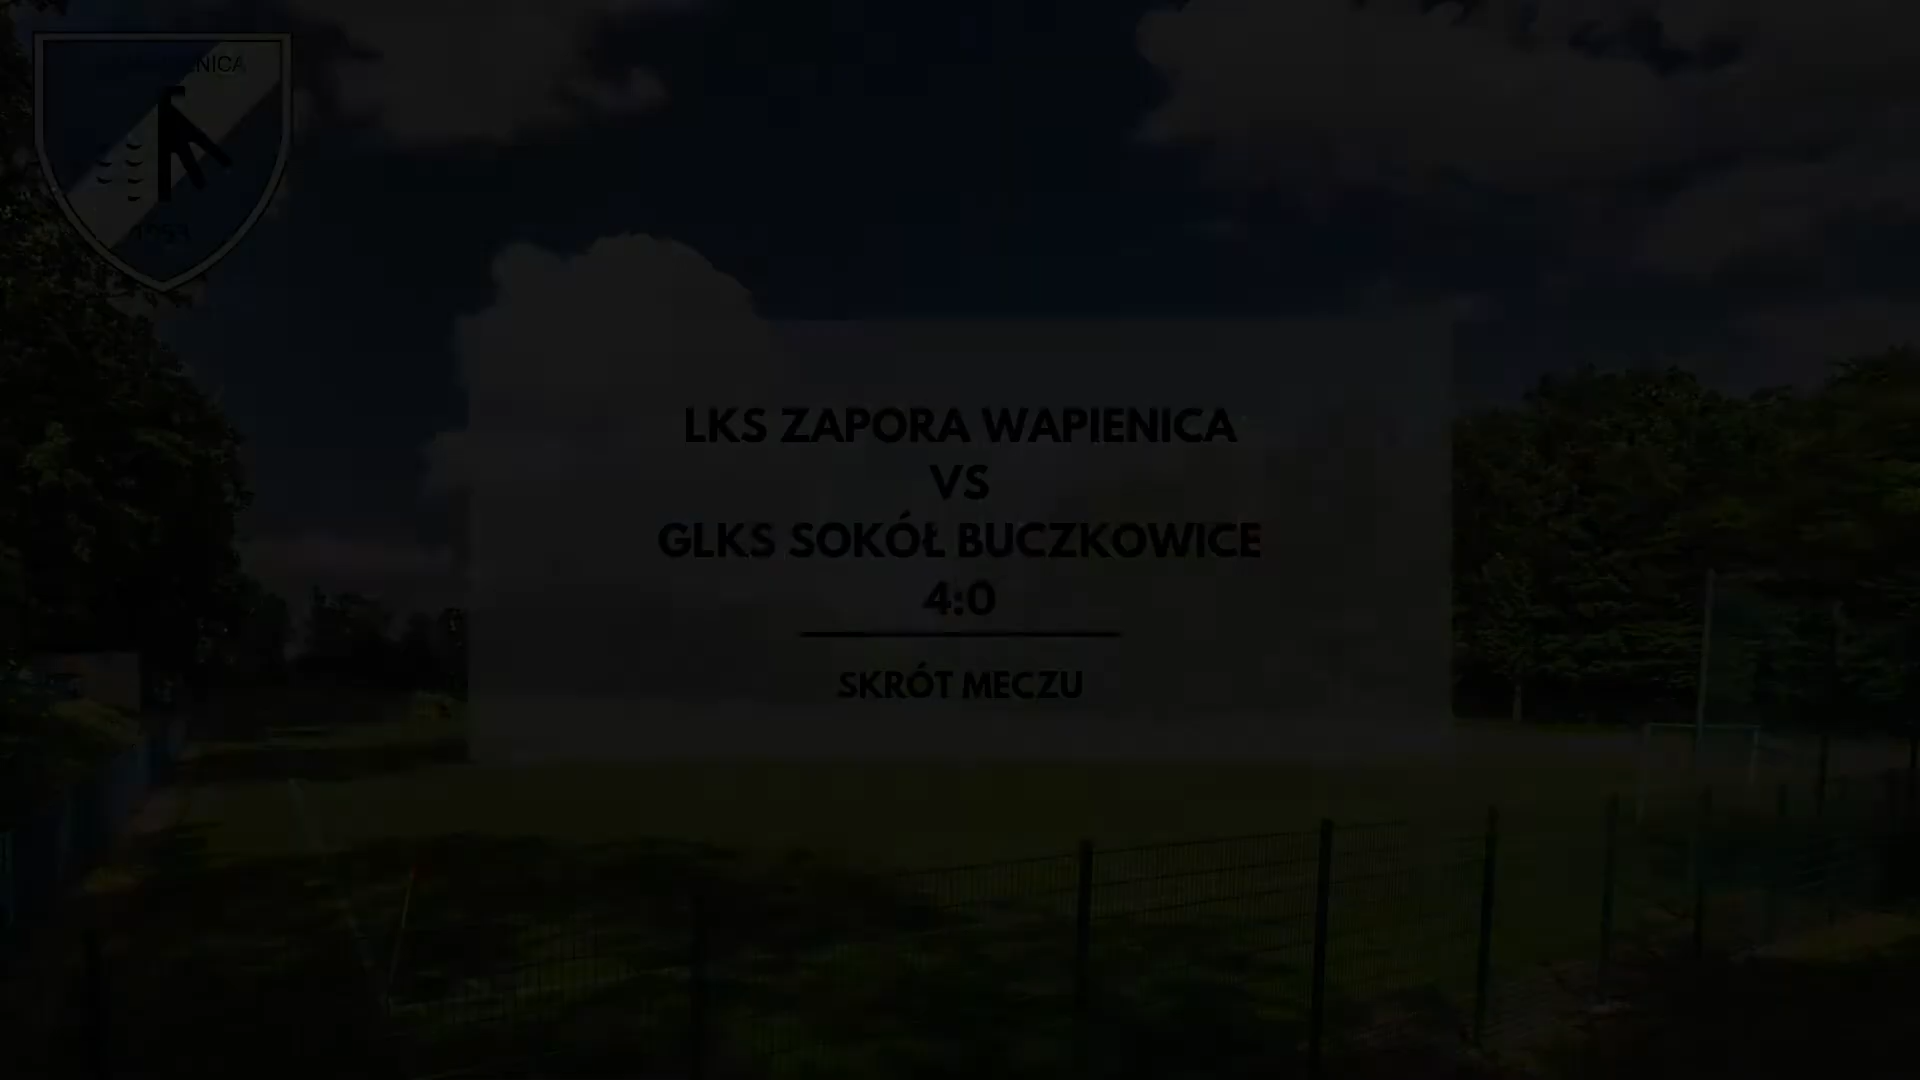 LKS ZAPORA WAPIENICA
VS
GLKS SOKÓŁ BUCZKOWICE
4:0
SKRÓT MECZU